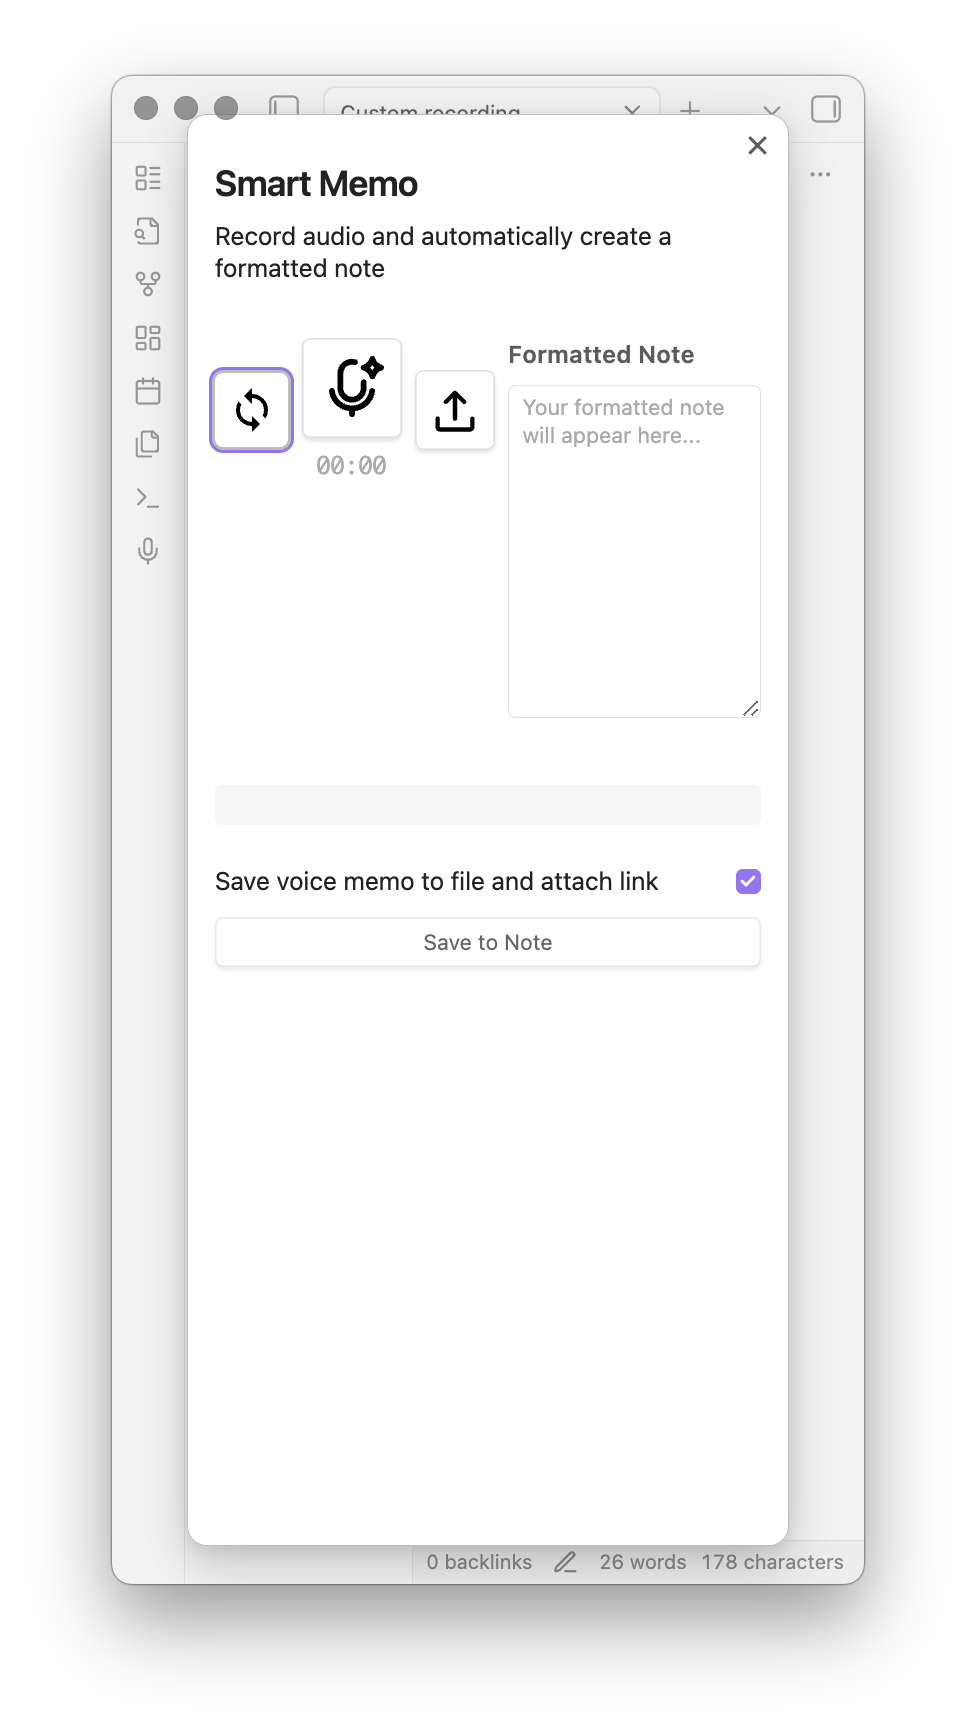 Custom recording
Smart Memo
Record audio and automatically create a
formatted note
Formatted Note
Your formatted note
will appear here...
00:00
Save voice memo to file and attach link
Save to Note
0 backlinks 26 words 178 characters